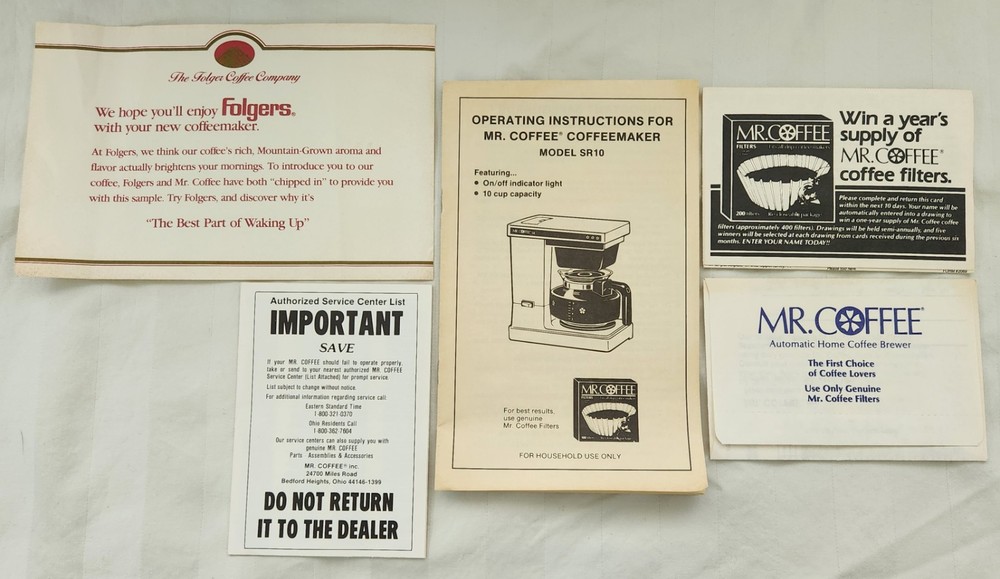 The Folger Coffee Company
We hope you'll enjoy Folgers®
with your new coffeemaker.
At Folgers, we think our coffee's rich, Mountain-Grown aroma and
flavor actually brightens your mornings. To introduce you to our
coffee, Folgers and Mr. Coffee have both "chipped in" to provide you
with this sample. Try Folgers, and discover why it's
"The Best Part of Waking Up"
Authorized Service Center List
IMPORTANT
SAVE
If your MR. COFFEE should fail to operate properly,
take or send to your nearest authorized MR. COFFEE
Service Center (List Attached) for prompt service.
List subject to change without notice.
For additional information regarding service call:
Eastern Standard Time
1-800-321-0370
Ohio Residents Call
1-800-362-7604
Our service centers can also supply you with
genuine MR. COFFEE
Parts Assemblies & Accessories
MR. COFFEE® inc.
24700 Miles Road
Bedford Heights, Ohio 44146-1399
DO NOT RETURN
IT TO THE DEALER
OPERATING INSTRUCTIONS FOR
MR. COFFEE® COFFEEMAKER
MODEL SR10
Featuring...
• On/off indicator light
• 10 cup capacity
MR.COFFEE
FILTERS
For best results,
use genuine
Mr. Coffee Filters
FOR HOUSEHOLD USE ONLY
MR.COFFEE
FILTERS
200 filters
Resealable package
Win a year's
supply of
MR.COFFEE®
coffee filters.
Please complete and return this card
within the next 10 days. Your name will be
automatically entered into a drawing to
win a one-year supply of Mr. Coffee coffee
filters (approximately 400 filters). Drawings will be held semi-annually, and five
winners will be selected at each drawing from cards received during the previous six
months. ENTER YOUR NAME TODAY!!
MR.COFFEE®
Automatic Home Coffee Brewer
The First Choice
of Coffee Lovers
Use Only Genuine
Mr. Coffee Filters